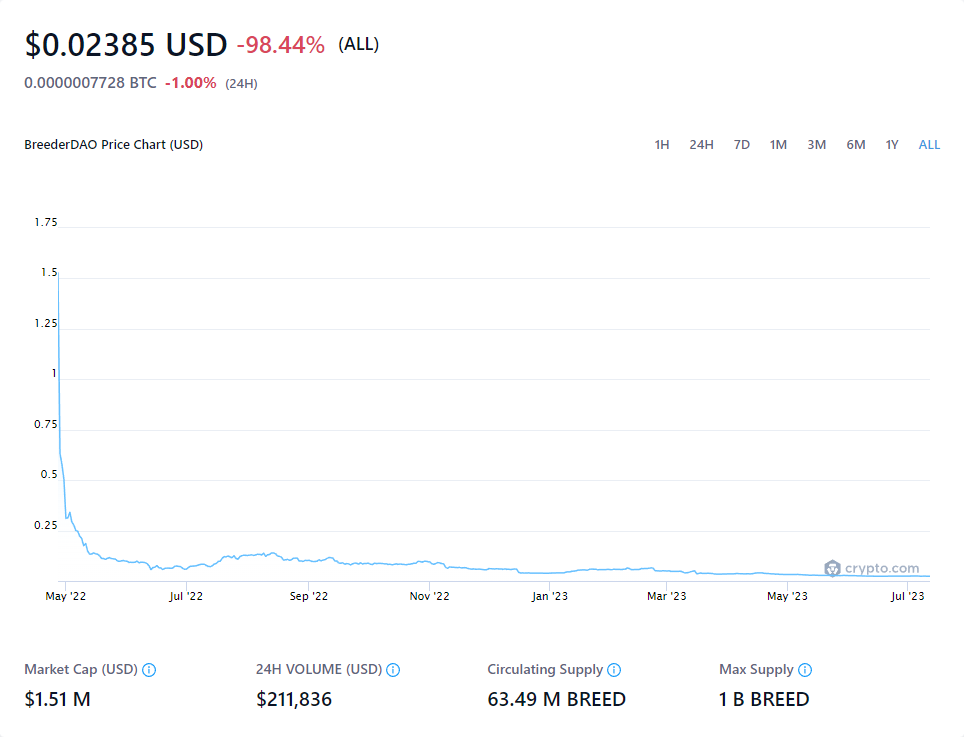 $0.02385 USD -98.44% (ALL)
0.0000007728 BTC -1.00% (24H)
BreederDAO Price Chart (USD) 1H 24H 7D 1M 3M 6M 1Y ALL
1.75
1.5
1.25
1
0.75
0.5
0.25
crypto.com
May '22 Jul '22 Sep '22 Nov '22 Jan '23 Mar '23 May '23 Jul '23
Market Cap (USD) 24H VOLUME (USD) Circulating Supply Max Supply
$1.51 M $211,836 63.49 M BREED 1 B BREED